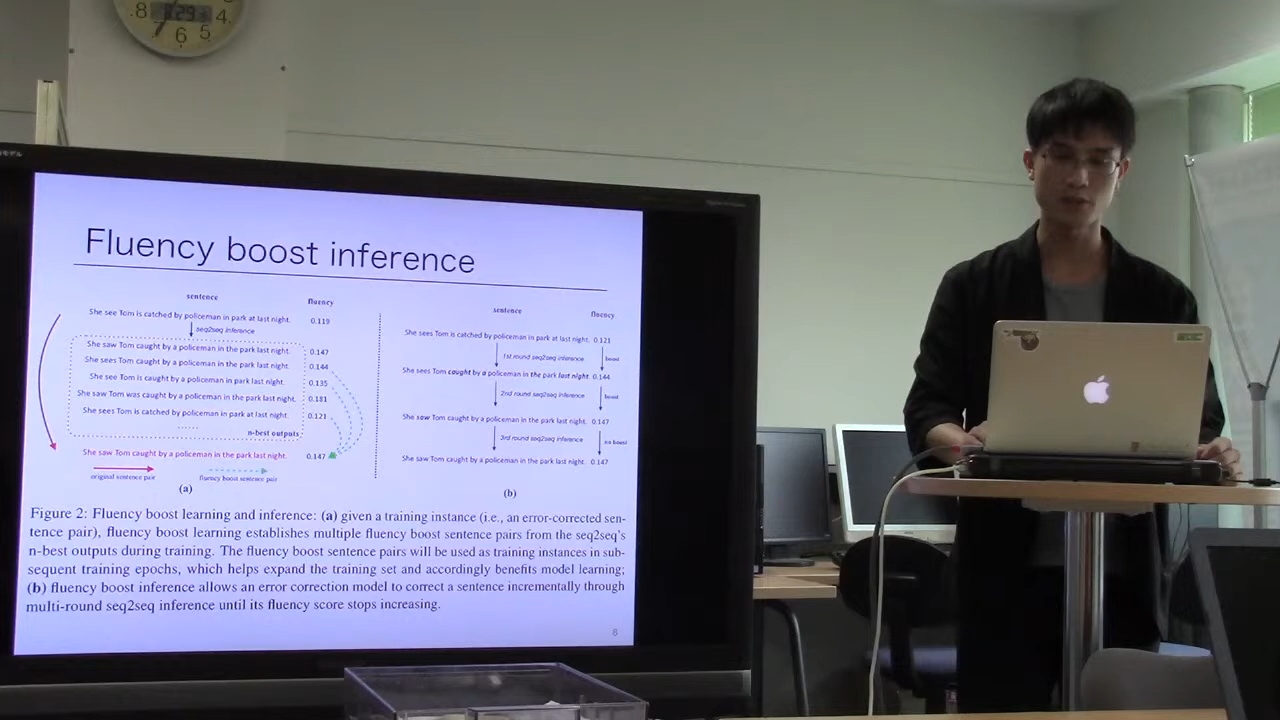 8 4
6 5
Fluency boost inference
sentence fluency
She see Tom is catched by policeman in park at last night. 0.119
seq2seq inference
She saw Tom caught by a policeman in the park last night. 0.147
She sees Tom caught by a policeman in the park last night. 0.144
She see Tom is caught by a policeman in park last night. 0.135
She saw Tom was caught by a policeman in the park last night. 0.181
She sees Tom is catched by policeman in park at last night. 0.121
......
n-best outputs
She saw Tom caught by a policeman in the park last night. 0.147
original sentence pair fluency boost sentence pair
(a)
sentence fluency
She sees Tom is catched by policeman in park at last night. 0.121
1st round seq2seq inference boost
She sees Tom caught by a policeman in the park last night. 0.144
2nd round seq2seq inference boost
She saw Tom caught by a policeman in the park last night. 0.147
3rd round seq2seq inference no boost
She saw Tom caught by a policeman in the park last night. 0.147
(b)
Figure 2: Fluency boost learning and inference: (a) given a training instance (i.e., an error-corrected sen-
tence pair), fluency boost learning establishes multiple fluency boost sentence pairs from the seq2seq's
n-best outputs during training. The fluency boost sentence pairs will be used as training instances in sub-
sequent training epochs, which helps expand the training set and accordingly benefits model learning;
(b) fluency boost inference allows an error correction model to correct a sentence incrementally through
multi-round seq2seq inference until its fluency score stops increasing.
8